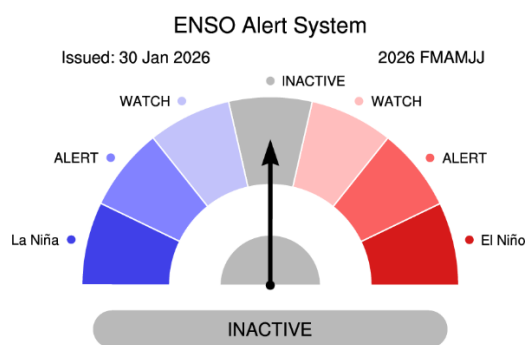 ENSO Alert System
Issued: 30 Jan 2026
2026 FMAMJJ
INACTIVE
WATCH
WATCH
ALERT
ALERT
La Niña
El Niño
INACTIVE